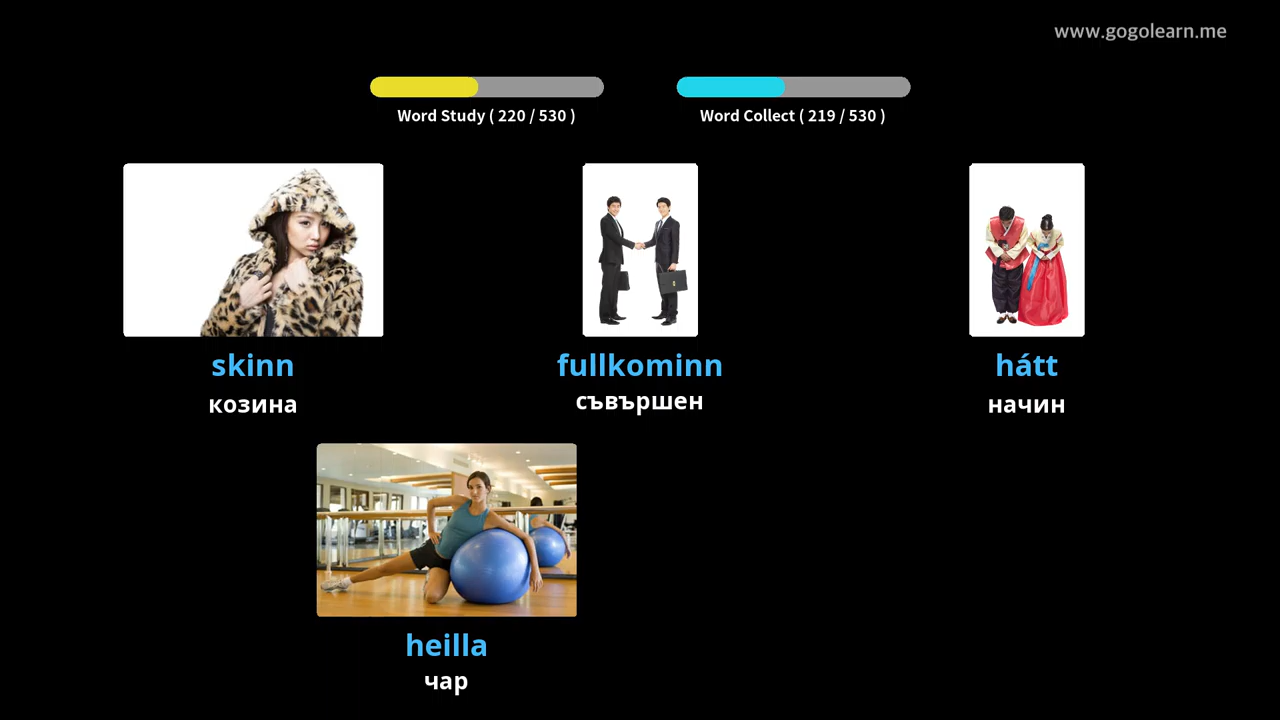 www.gogolearn.me
Word Study ( 220 / 530 )
Word Collect ( 219 / 530 )
skinn
козина
fullkominn
съвършен
hátt
начин
heilla
чар